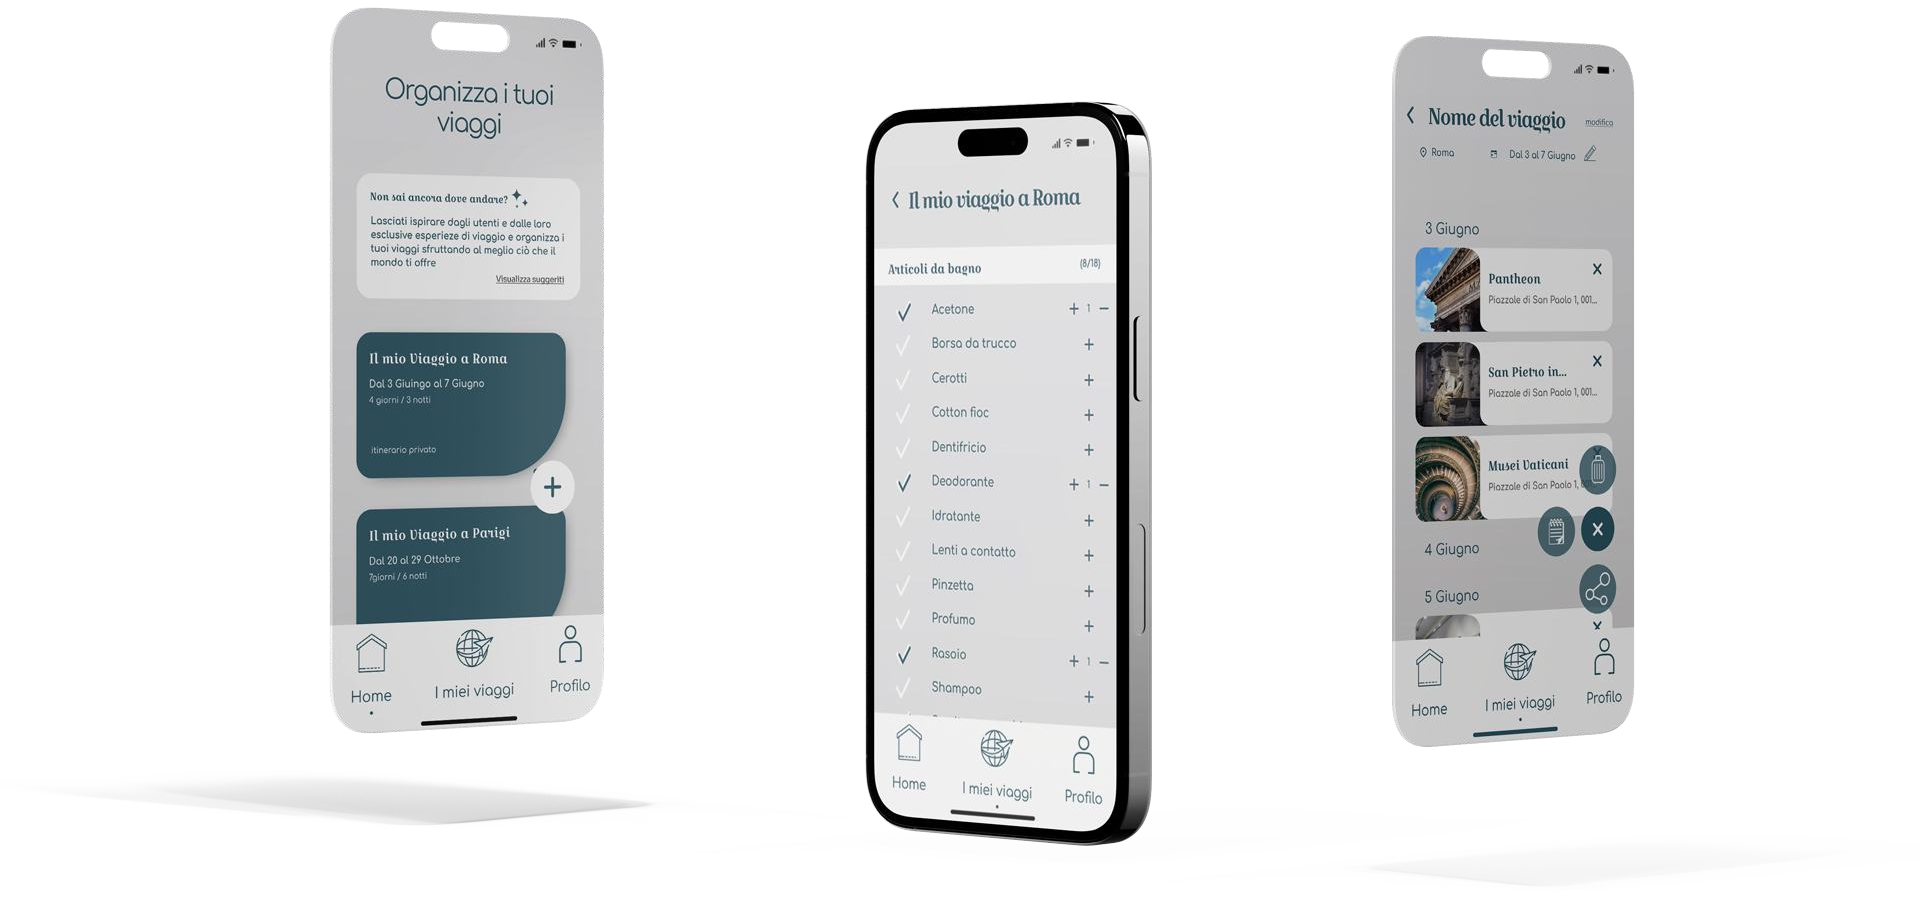 Organizza i tuoi
viaggi
Non sai ancora dove andare?
Lasciati ispirare dagli utenti e dalle loro
esclusive esperieze di viaggio e organizza i
tuoi viaggi sfruttando al meglio ciò che il
mondo ti offre
Visualizza suggeriti
Il mio Viaggio a Roma
Dal 3 Giuingo al 7 Giugno
4 giorni / 3 notti
itinerario privato
+
Il mio Viaggio a Parigi
Dal 20 al 29 Ottobre
7giorni / 6 notti
Home
I miei viaggi
Profilo
Il mio viaggio a Roma
Articoli da bagno (8/18)
Acetone + 1 –
Borsa da trucco +
Cerotti +
Cotton fioc +
Dentifricio +
Deodorante + 1 –
Idratante +
Lenti a contatto +
Pinzetta +
Profumo +
Rasoio + 1 –
Shampoo +
Home
I miei viaggi
Profilo
Nome del viaggio
modifica
Roma
Dal 3 al 7 Giugno
3 Giugno
Pantheon
Piazzale di San Paolo 1, 001...
San Pietro in...
Piazzale di San Paolo 1, 001...
Musei Vaticani
Piazzale di San Paolo 1,
4 Giugno
5 Giugno
Home
I miei viaggi
Profilo